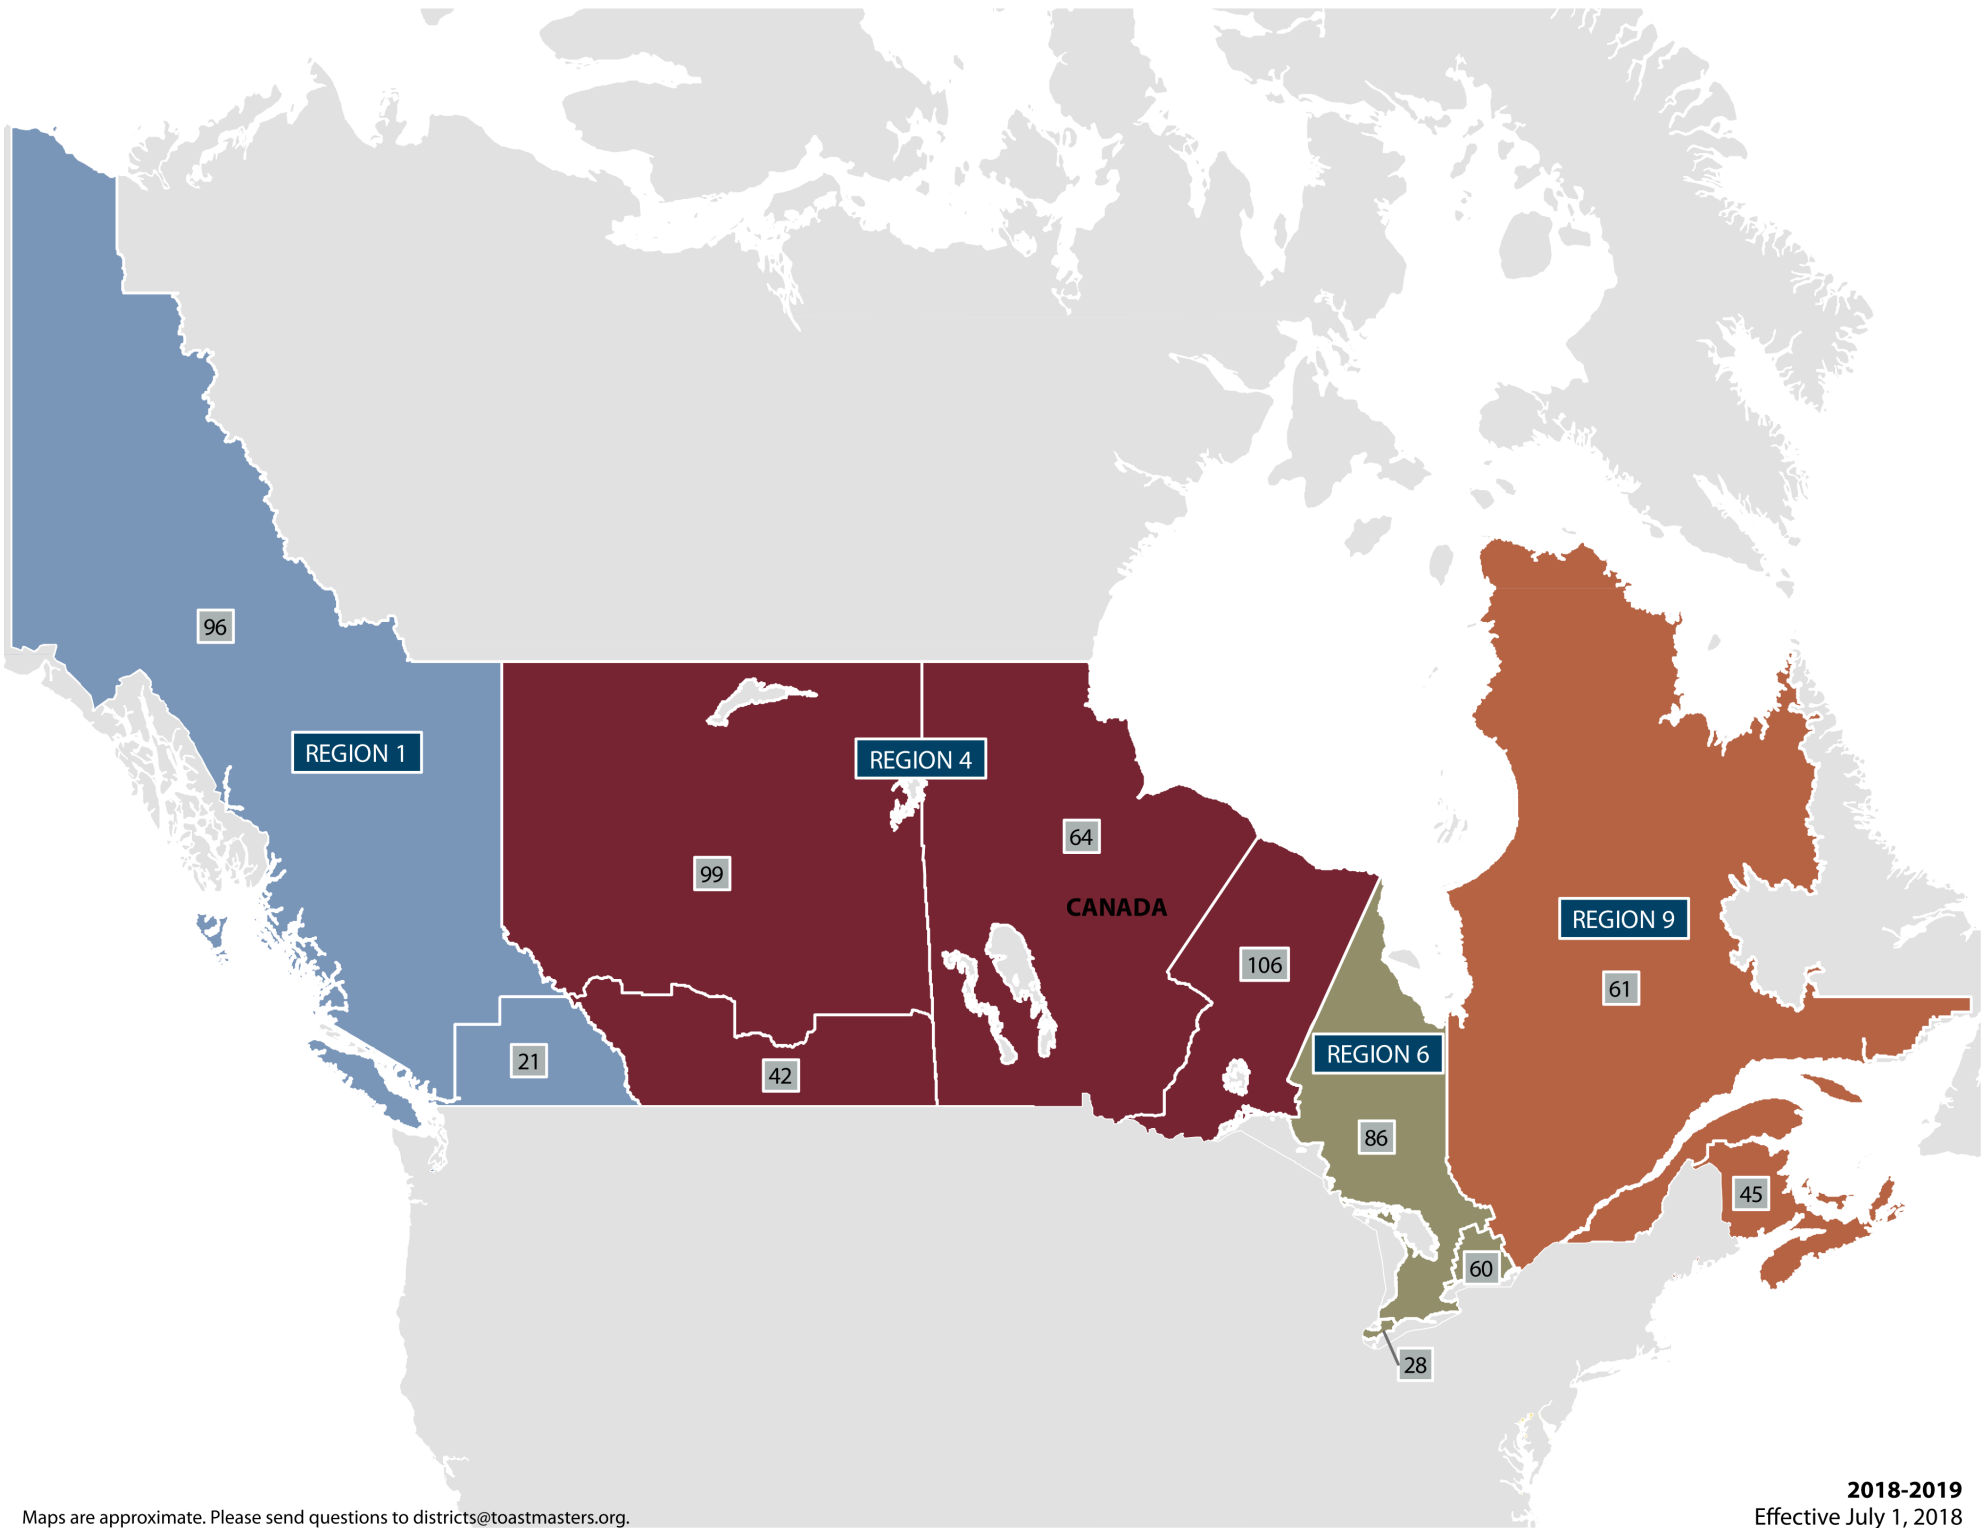 96
REGION 1
REGION 4
64
99
CANADA
REGION 9
106
61
21
REGION 6
42
86
45
60
28
2018-2019
Effective July 1, 2018
Maps are approximate. Please send questions to districts@toastmasters.org.